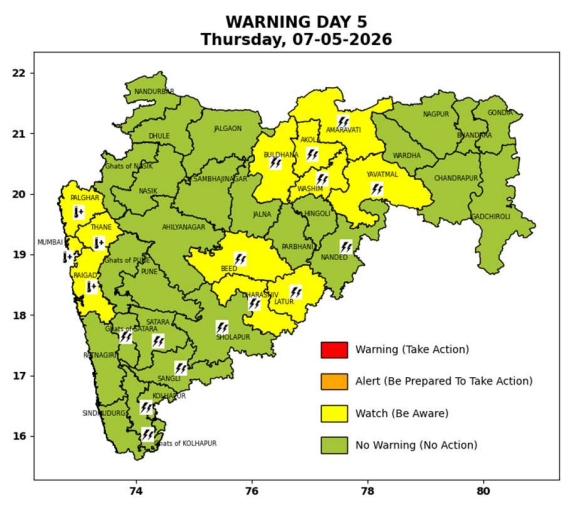 WARNING DAY 5
Thursday, 07-05-2026
22
21
20
19
18
17
16
NANDURBAR
DHULE
JALGAON
BULDHANA
AKOLA
AMARAVATI
NAGPUR
GONDIA
BHANDARA
WARDHA
Ghats of NASIK
NASIK
SAMBHAJINAGAR
WASHIM
YAVATMAL
CHANDRAPUR
GADCHIROLI
PALGHAR
THANE
MUMBAI
AHILYANAGAR
JALNA
HINGOLI
PARBHANI
NANDED
RAIGAD
Ghats of PUNE
PUNE
BEED
DHARASHIV
LATUR
SATARA
Ghats of SATARA
SHOLAPUR
RATNAGIRI
SANGLI
KOLHAPUR
SINDHUDURG
Ghats of KOLHAPUR
Warning (Take Action)
Alert (Be Prepared To Take Action)
Watch (Be Aware)
No Warning (No Action)
74 76 78 80